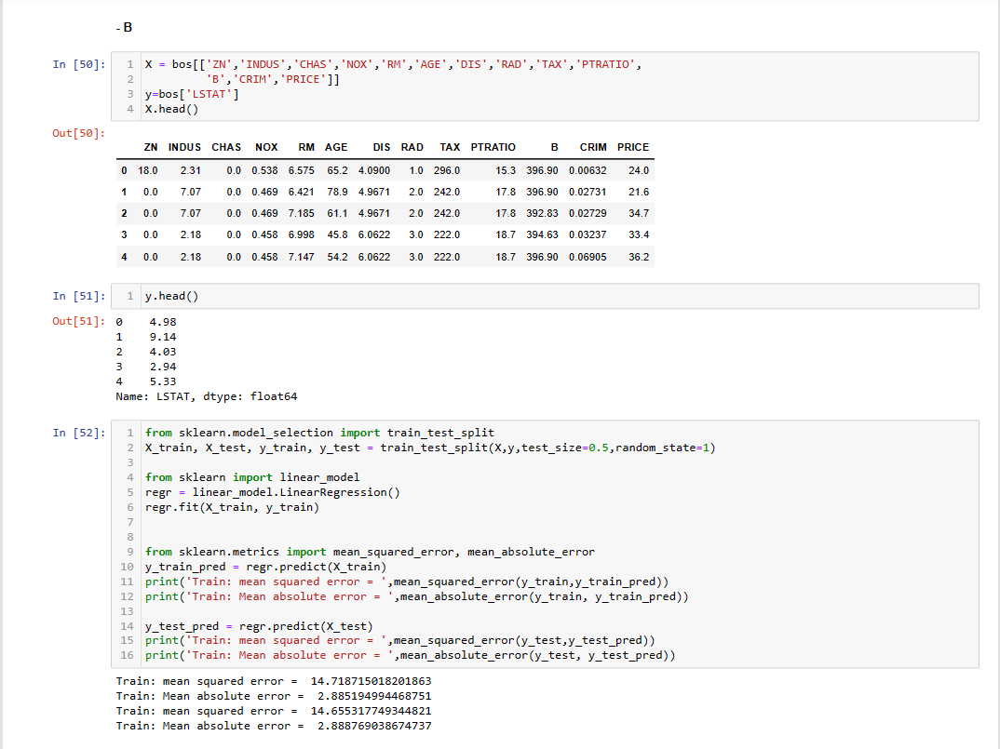 - B
In [50]:
1 X = bos[['ZN','INDUS','CHAS','NOX','RM','AGE','DIS','RAD','TAX','PTRATIO',
2          'B','CRIM','PRICE']]
3 y=bos['LSTAT']
4 X.head()
Out[50]:
ZN INDUS CHAS NOX RM AGE DIS RAD TAX PTRATIO B CRIM PRICE
0 18.0 2.31 0.0 0.538 6.575 65.2 4.0900 1.0 296.0 15.3 396.90 0.00632 24.0
1 0.0 7.07 0.0 0.469 6.421 78.9 4.9671 2.0 242.0 17.8 396.90 0.02731 21.6
2 0.0 7.07 0.0 0.469 7.185 61.1 4.9671 2.0 242.0 17.8 392.83 0.02729 34.7
3 0.0 2.18 0.0 0.458 6.998 45.8 6.0622 3.0 222.0 18.7 394.63 0.03237 33.4
4 0.0 2.18 0.0 0.458 7.147 54.2 6.0622 3.0 222.0 18.7 396.90 0.06905 36.2
In [51]:
1 y.head()
Out[51]:
0 4.98
1 9.14
2 4.03
3 2.94
4 5.33
Name: LSTAT, dtype: float64
In [52]:
1 from sklearn.model_selection import train_test_split
2 X_train, X_test, y_train, y_test = train_test_split(X,y,test_size=0.5,random_state=1)
3
4 from sklearn import linear_model
5 regr = linear_model.LinearRegression()
6 regr.fit(X_train, y_train)
7
8
9 from sklearn.metrics import mean_squared_error, mean_absolute_error
10 y_train_pred = regr.predict(X_train)
11 print('Train: mean squared error = ',mean_squared_error(y_train,y_train_pred))
12 print('Train: Mean absolute error = ',mean_absolute_error(y_train, y_train_pred))
13
14 y_test_pred = regr.predict(X_test)
15 print('Train: mean squared error = ',mean_squared_error(y_test,y_test_pred))
16 print('Train: Mean absolute error = ',mean_absolute_error(y_test, y_test_pred))
Train: mean squared error =  14.718715018201863
Train: Mean absolute error =  2.885194994468751
Train: mean squared error =  14.655317749344821
Train: Mean absolute error =  2.888769038674737